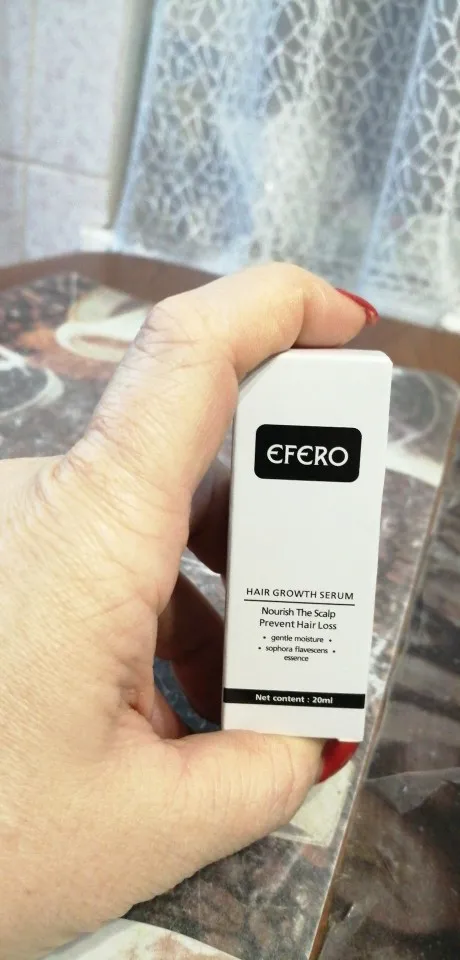 EFERO
HAIR GROWTH SERUM
Nourish The Scalp
Prevent Hair Loss
• gentle moisture •
• sophora flavescens •
essence
Net content : 20ml